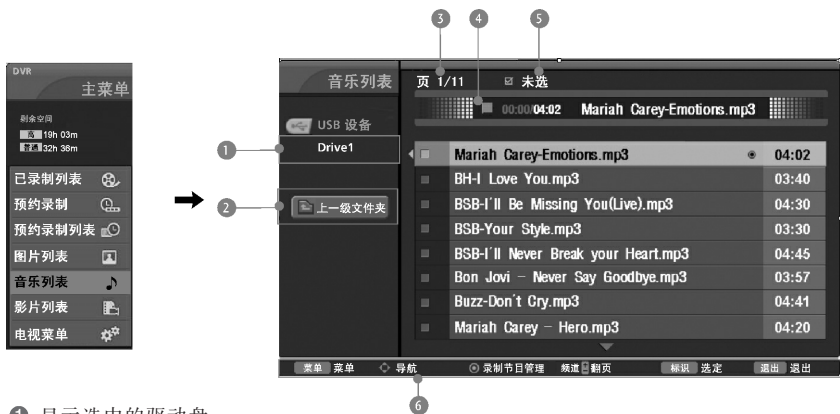 3 4 5
DVR
主菜单
剩余空间
高 19h 03m
普通 32h 36m
已录制列表
预约录制
预约录制列表
图片列表
音乐列表
影片列表
电视菜单
音乐列表
页 1/11 未选
00:00/04:02 Mariah Carey-Emotions.mp3
USB 设备
1 Drive1
2 上一级文件夹
Mariah Carey-Emotions.mp3 04:02
BH-I Love You.mp3 03:40
BSB-I'll Be Missing You(Live).mp3 04:30
BSB-Your Style.mp3 03:30
BSB-I'll Never Break your Heart.mp3 04:45
Bon Jovi - Never Say Goodbye.mp3 03:57
Buzz-Don't Cry.mp3 04:41
Mariah Carey - Hero.mp3 04:20
菜单 菜单 导航 录制节目管理 频道 翻页 标识 选定 退出 退出
6